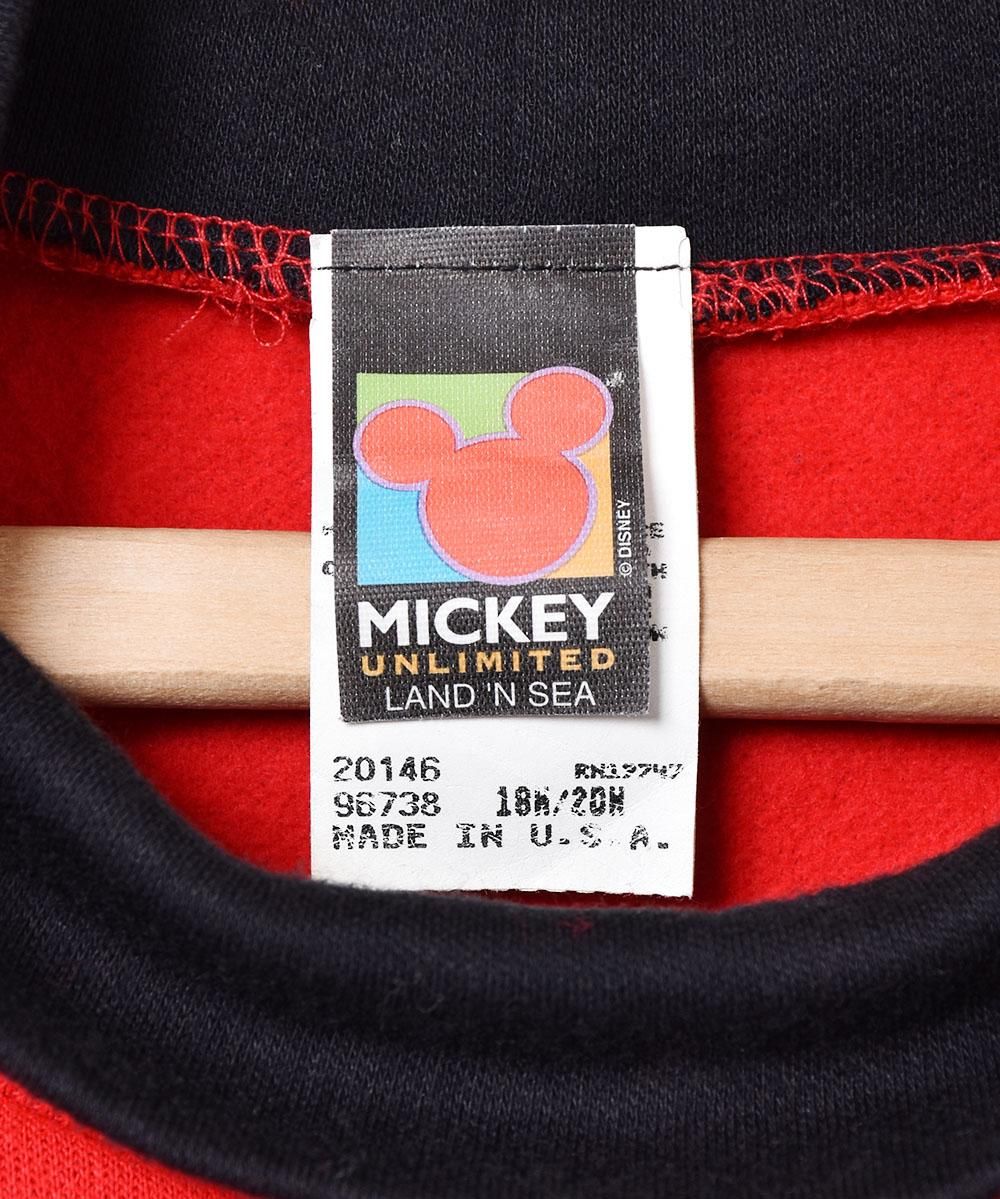 © DISNEY
MICKEY
UNLIMITED
LAND 'N SEA
20146
96738 18W/20W
MADE IN U.S.A.